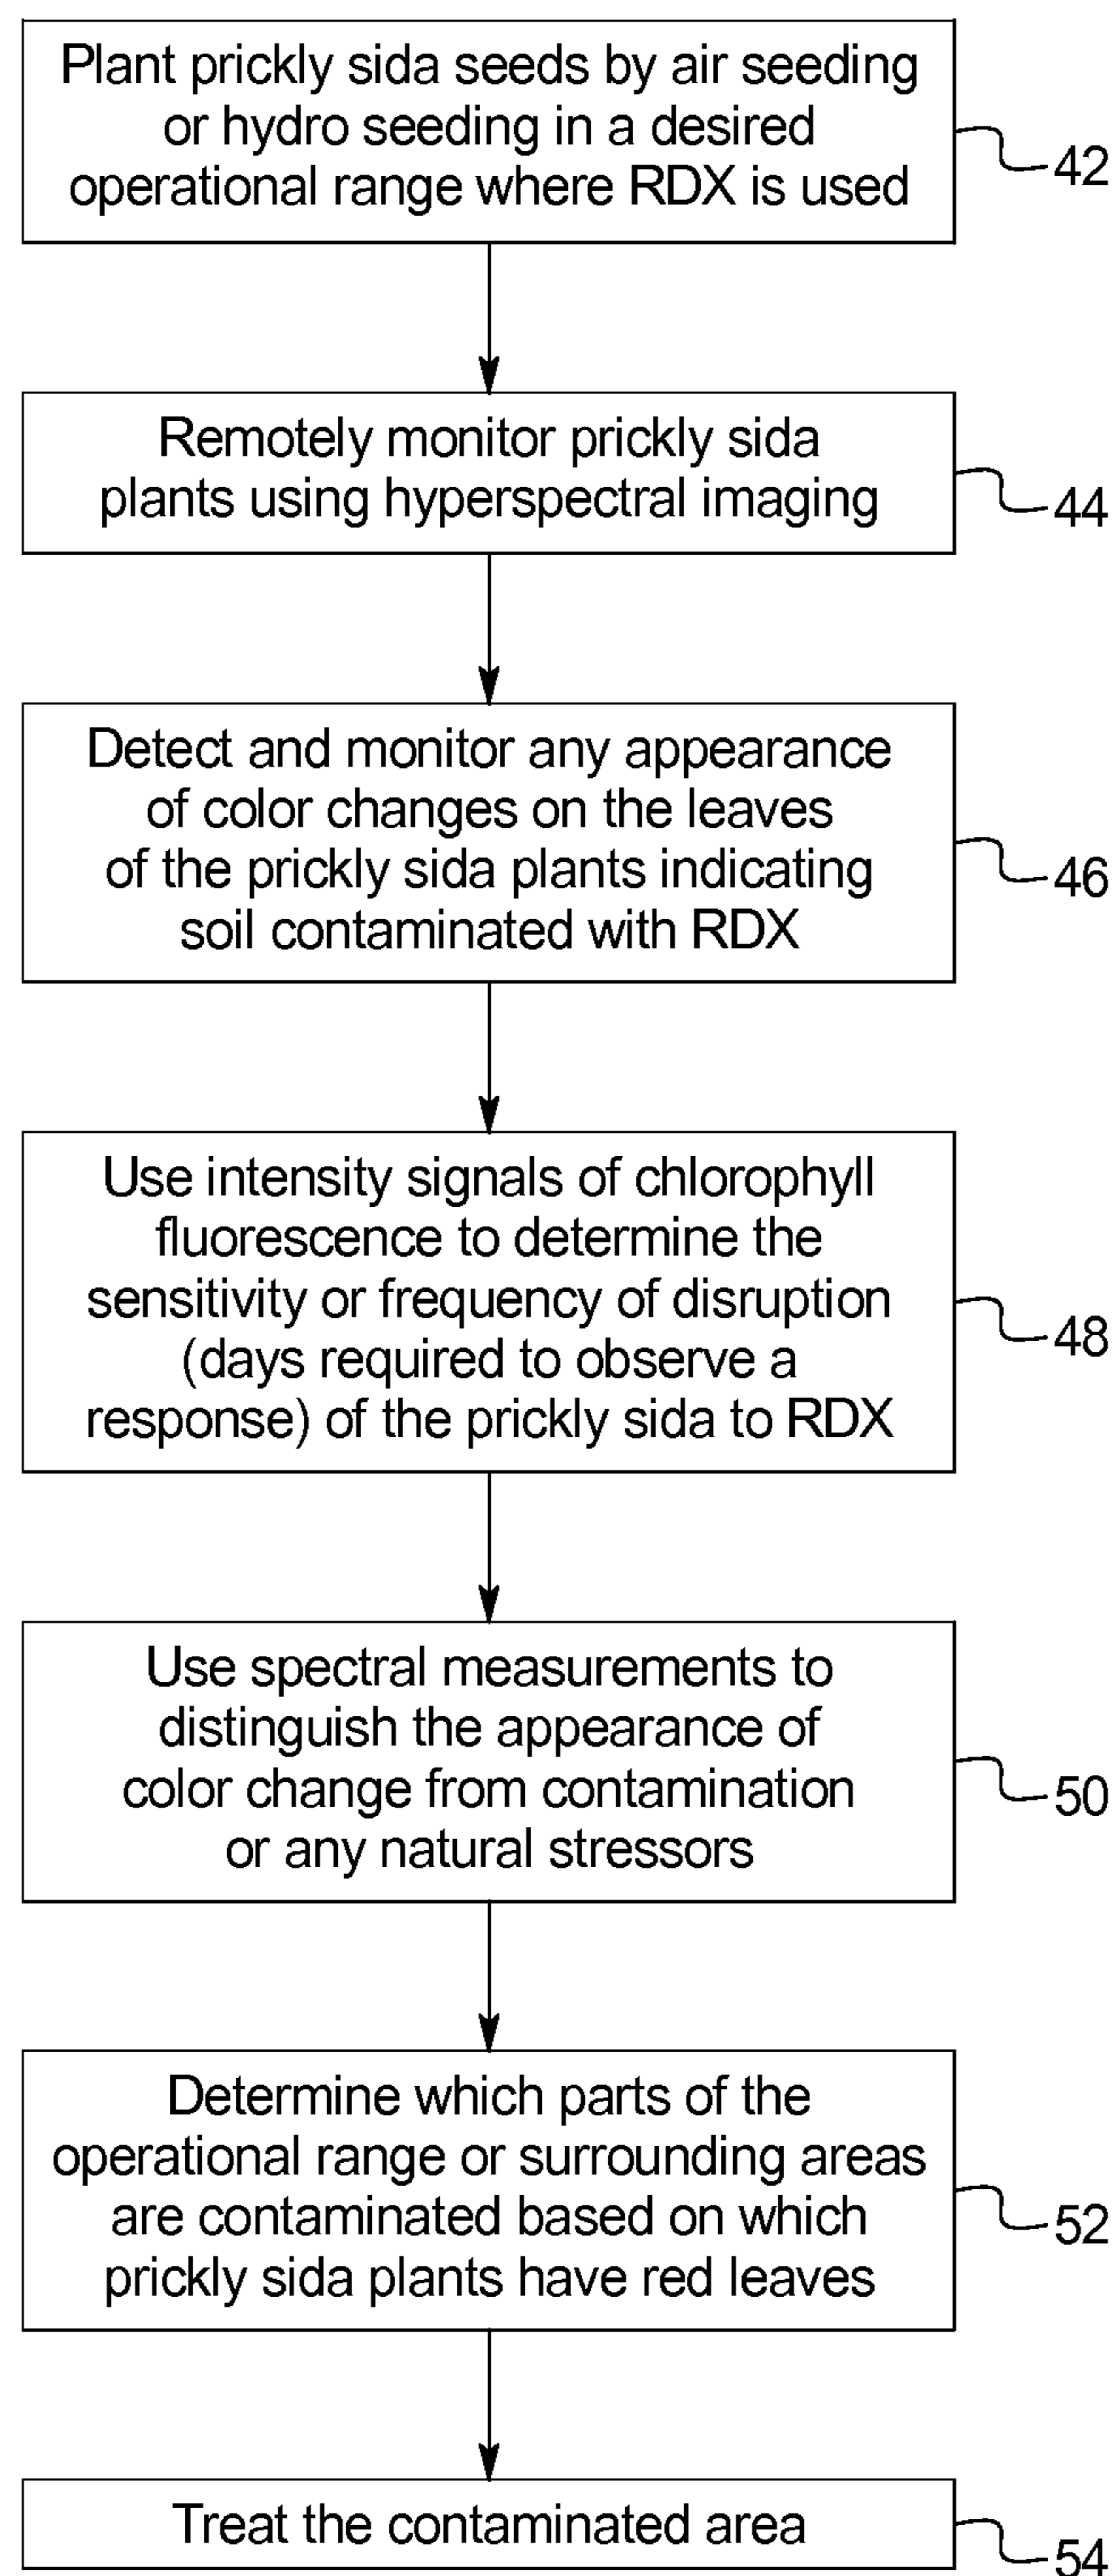 Plant prickly sida seeds by air seeding
or hydro seeding in a desired
operational range where RDX is used
42
Remotely monitor prickly sida
plants using hyperspectral imaging
44
Detect and monitor any appearance
of color changes on the leaves
of the prickly sida plants indicating
soil contaminated with RDX
46
Use intensity signals of chlorophyll
fluorescence to determine the
sensitivity or frequency of disruption
(days required to observe a
response) of the prickly sida to RDX
48
Use spectral measurements to
distinguish the appearance of
color change from contamination
or any natural stressors
50
Determine which parts of the
operational range or surrounding areas
are contaminated based on which
prickly sida plants have red leaves
52
Treat the contaminated area
54